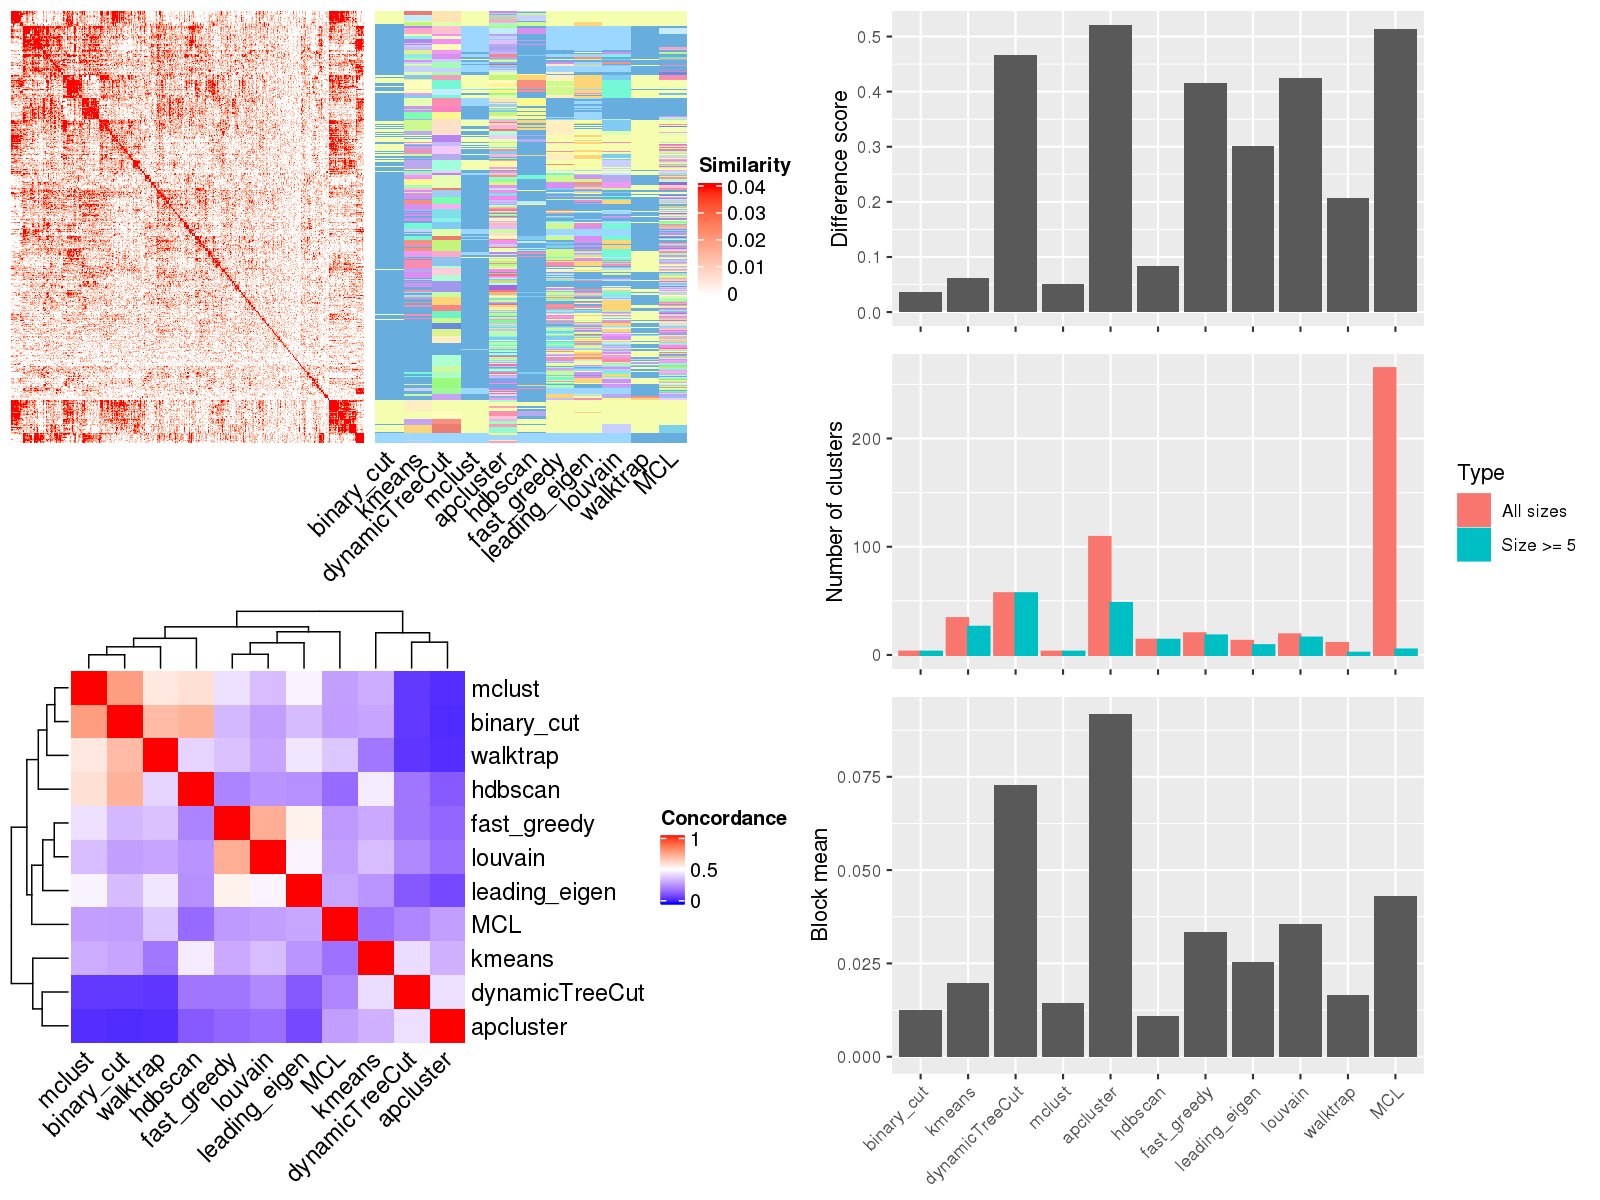 Similarity
0.04
0.03
0.02
0.01
0
binary_cut
kmeans
dynamicTreeCut
mclust
apcluster
hdbscan
fast_greedy
leading_eigen
louvain
walktrap
MCL
mclust
binary_cut
walktrap
hdbscan
fast_greedy
louvain
leading_eigen
MCL
kmeans
dynamicTreeCut
apcluster
Concordance
1
0.5
0
mclust
binary_cut
walktrap
hdbscan
fast_greedy
louvain
leading_eigen
MCL
kmeans
dynamicTreeCut
apcluster
Difference score
0.5
0.4
0.3
0.2
0.1
0.0
Number of clusters
200
100
0
Type
All sizes
Size >= 5
Block mean
0.075
0.050
0.025
0.000
binary_cut
kmeans
dynamicTreeCut
mclust
apcluster
hdbscan
fast_greedy
leading_eigen
louvain
walktrap
MCL